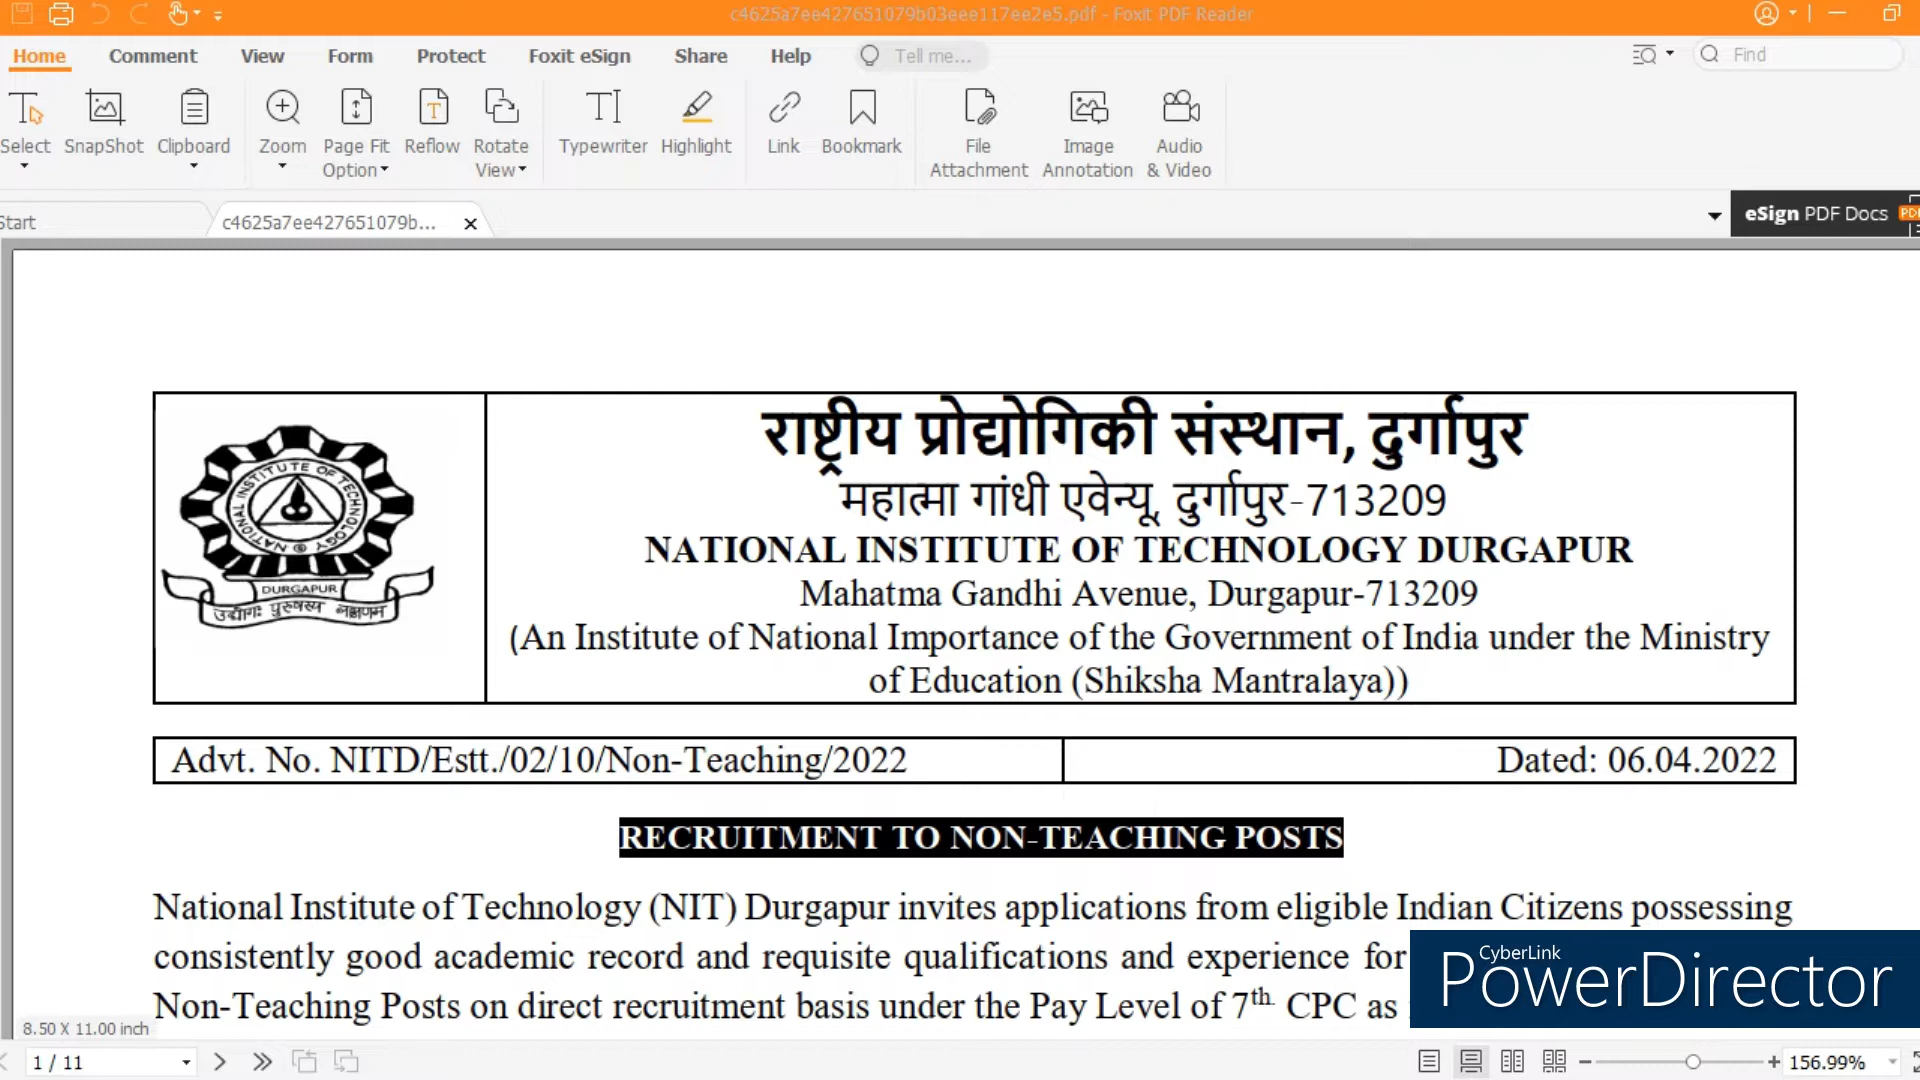 c4625a7ee427651079b03eee117ee2e5.pdf - Foxit PDF Reader
Home Comment View Form Protect Foxit eSign Share Help Tell me... Find
Select SnapShot Clipboard Zoom Page Fit Option Reflow Rotate View Typewriter Highlight Link Bookmark File Attachment Image Annotation Audio & Video
Start c4625a7ee427651079b... eSign PDF Docs
राष्ट्रीय प्रोद्योगिकी संस्थान, दुर्गापुर
महात्मा गांधी एवेन्यू, दुर्गापुर-713209
NATIONAL INSTITUTE OF TECHNOLOGY DURGAPUR
Mahatma Gandhi Avenue, Durgapur-713209
(An Institute of National Importance of the Government of India under the Ministry
of Education (Shiksha Mantralaya))
NATIONAL INSTITUTE OF TECHNOLOGY
DURGAPUR
Advt. No. NITD/Estt./02/10/Non-Teaching/2022 Dated: 06.04.2022
RECRUITMENT TO NON-TEACHING POSTS
National Institute of Technology (NIT) Durgapur invites applications from eligible Indian Citizens possessing
consistently good academic record and requisite qualifications and experience for
Non-Teaching Posts on direct recruitment basis under the Pay Level of 7th. CPC as
CyberLink
PowerDirector
8.50 X 11.00 inch
1 / 11 156.99%